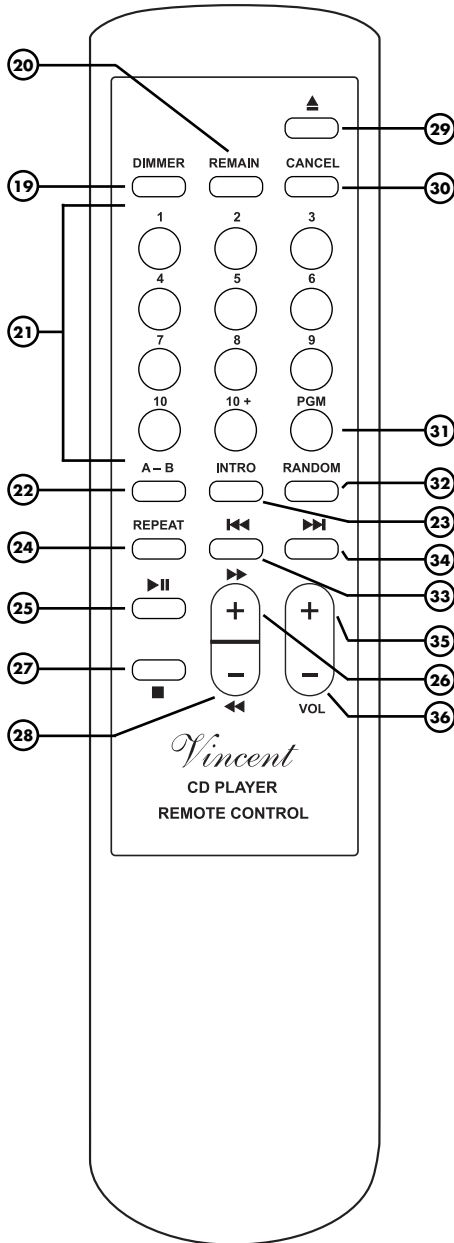 20
29
DIMMER REMAIN CANCEL
19
30
1 2 3
4 5 6
21
7 8 9
10 10 + PGM
31
A – B INTRO RANDOM
22
32
23
REPEAT
24
34
33
25
+ +
35
26
27
– –
36
VOL
28
Vincent
CD PLAYER
REMOTE CONTROL